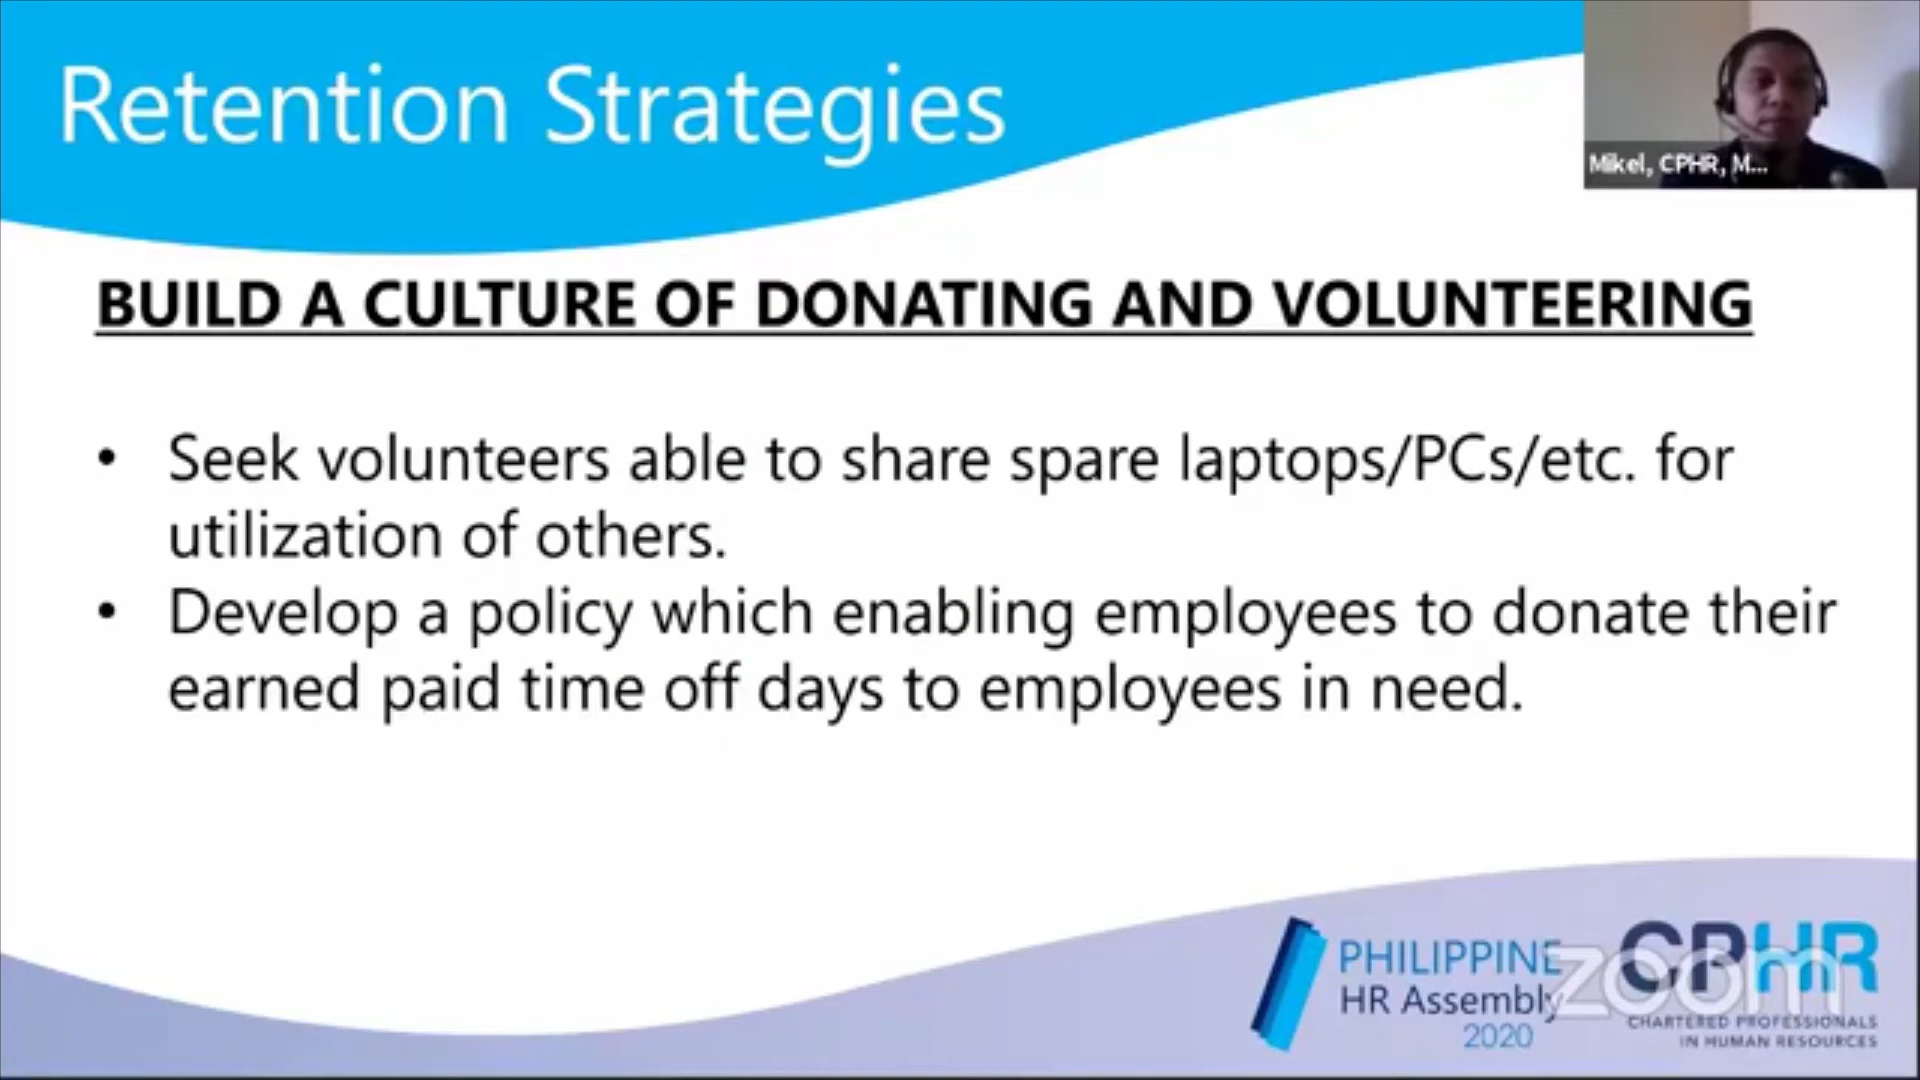 Retention Strategies
Mikel, CPHR, M...
BUILD A CULTURE OF DONATING AND VOLUNTEERING
• Seek volunteers able to share spare laptops/PCs/etc. for
utilization of others.
• Develop a policy which enabling employees to donate their
earned paid time off days to employees in need.
PHILIPPINE
HR Assembly
2020
zoom
CPHR
CHARTERED PROFESSIONALS
IN HUMAN RESOURCES